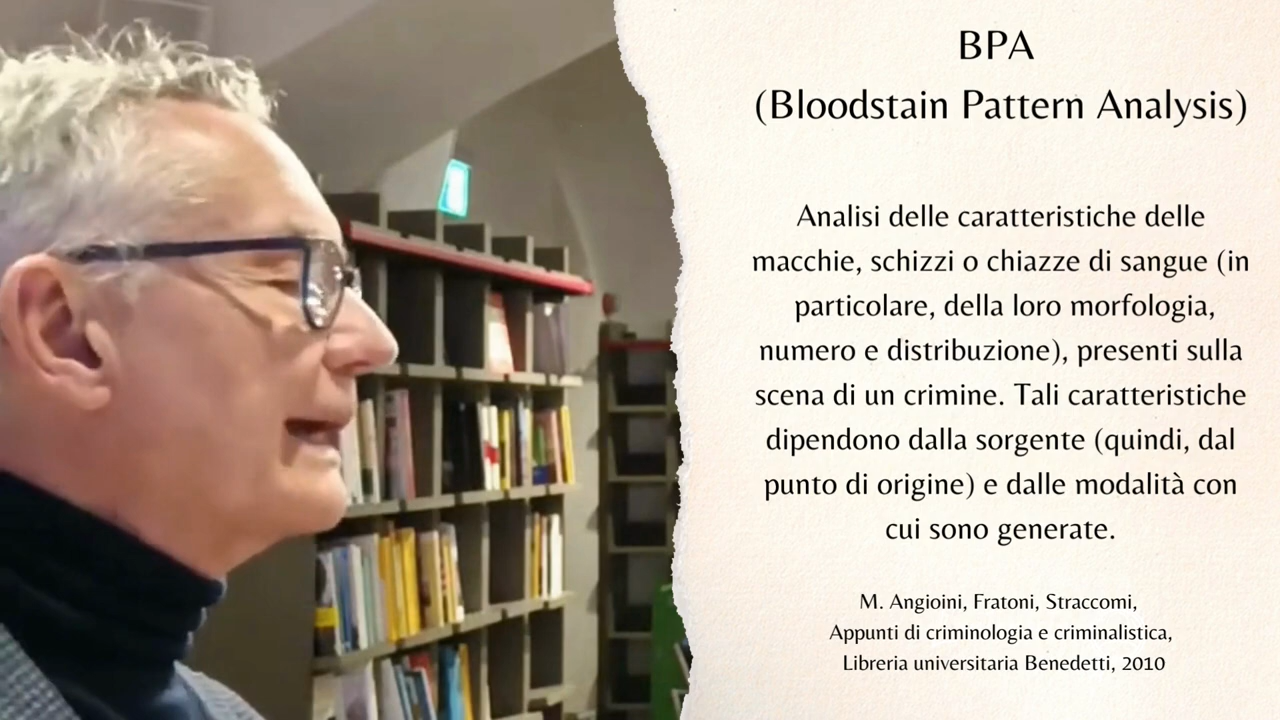 BPA
(Bloodstain Pattern Analysis)
Analisi delle caratteristiche delle
macchie, schizzi o chiazze di sangue (in
particolare, della loro morfologia,
numero e distribuzione), presenti sulla
scena di un crimine. Tali caratteristiche
dipendono dalla sorgente (quindi, dal
punto di origine) e dalle modalità con
cui sono generate.
M. Angioini, Fratoni, Straccomi,
Appunti di criminologia e criminalistica,
Libreria universitaria Benedetti, 2010